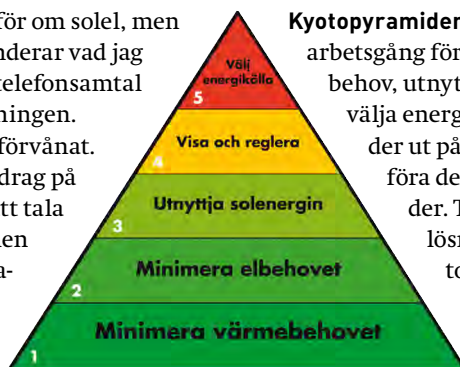 för om solel, men
nderar vad jag
telefonsamtal
ningen.
förvånat.
drag på
tt tala
en
a-
Välj
energikälla
5
Visa och reglera
4
Utnyttja solenergin
3
Minimera elbehovet
2
Minimera värmebehovet
1
Kyotopyramiden
arbetsgång för
behov, utnyt
välja energ
der ut på
föra de
der. T
lösn
to